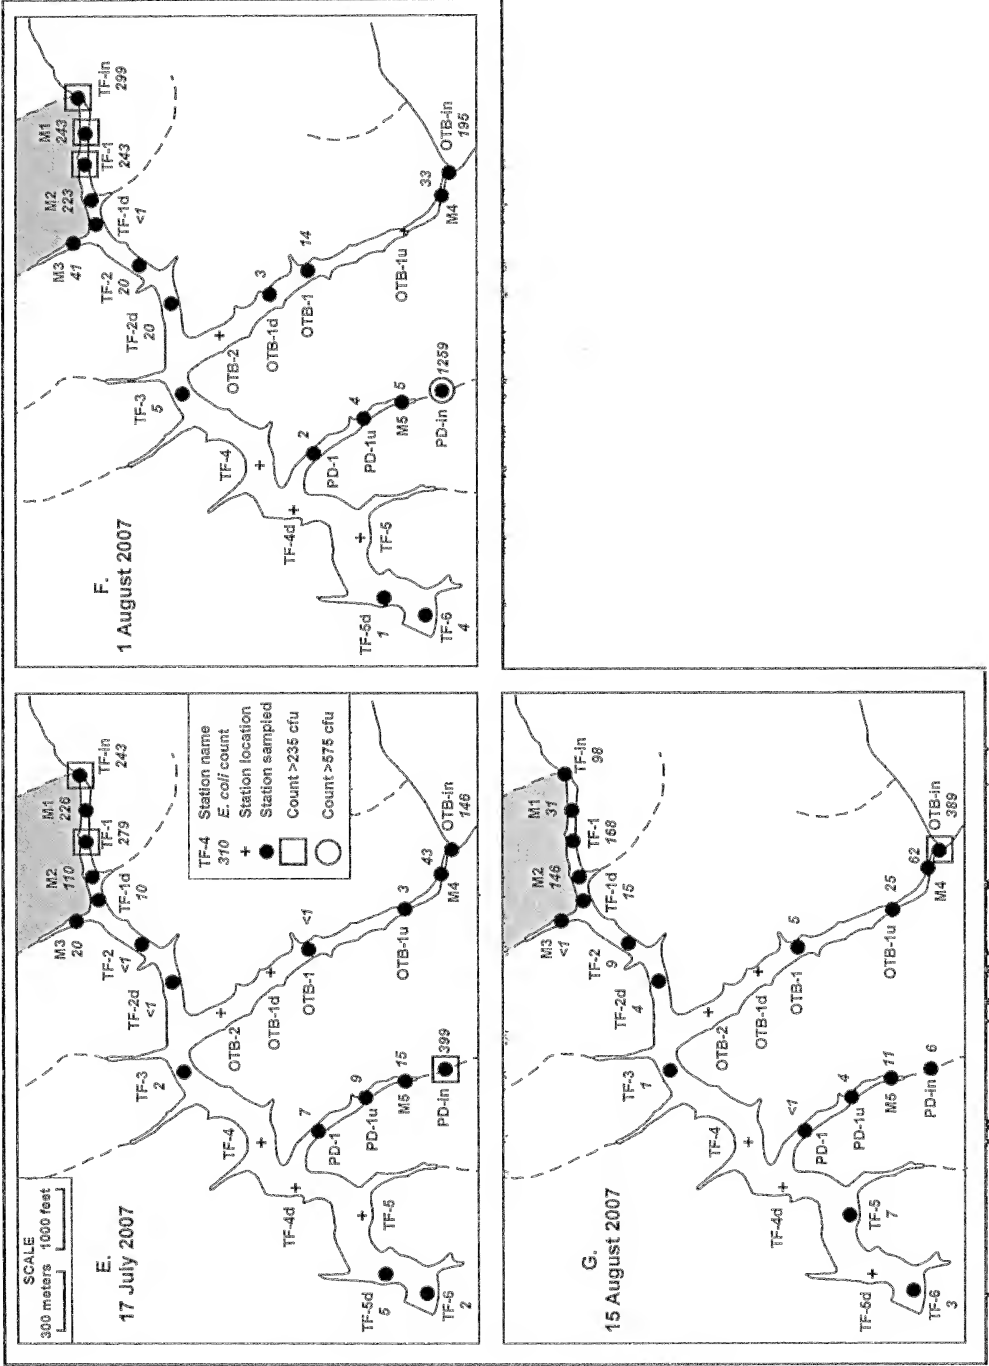 SCALE
300 meters 1000 feet
E.
17 July 2007
M3
20
M2
110
M1
226
TF-in
243
TF-1
279
TF-1d
10
TF-2
<1
TF-2d
<1
TF-3
2
TF-4
TF-4d
TF-5
TF-5d
5
TF-6
2
OTB-2
OTB-1d
OTB-1
<1
OTB-1u
3
M4
43
OTB-in
146
PD-1
7
PD-1u
9
M5
15
PD-in
399
TF-4 Station name
310 E. coli count
+ Station location
Station sampled
Count >235 cfu
Count >575 cfu
F.
1 August 2007
M3
41
M2
223
M1
243
TF-in
299
TF-1
243
TF-1d
<1
TF-2
20
TF-2d
20
TF-3
5
TF-4
TF-4d
TF-5
TF-5d
1
TF-6
4
OTB-2
OTB-1d
3
OTB-1
14
OTB-1u
M4
33
OTB-in
195
PD-1
2
PD-1u
4
M5
5
PD-in
1259
G.
15 August 2007
M3
<1
M2
146
M1
31
TF-in
98
TF-1
168
TF-1d
15
TF-2
9
TF-2d
4
TF-3
1
TF-4
TF-4d
TF-5
7
TF-5d
TF-6
3
OTB-2
OTB-1d
OTB-1
5
OTB-1u
25
M4
62
OTB-in
389
PD-1
<1
PD-1u
4
M5
11
PD-in
6